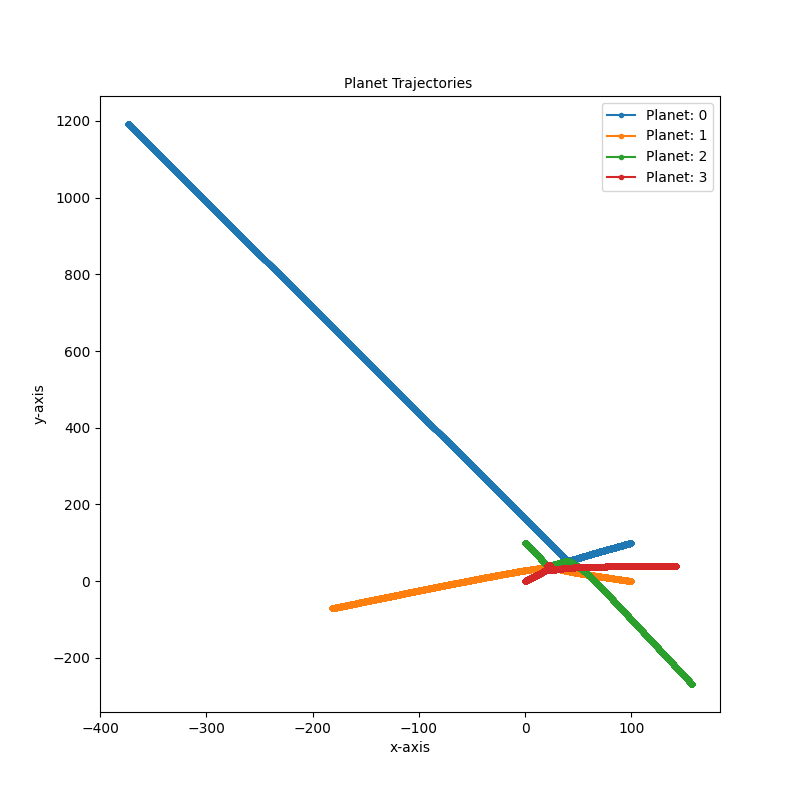 Planet Trajectories
Planet: 0
Planet: 1
Planet: 2
Planet: 3
1200
1000
800
600
400
200
0
−200
y-axis
−400 −300 −200 −100 0 100
x-axis